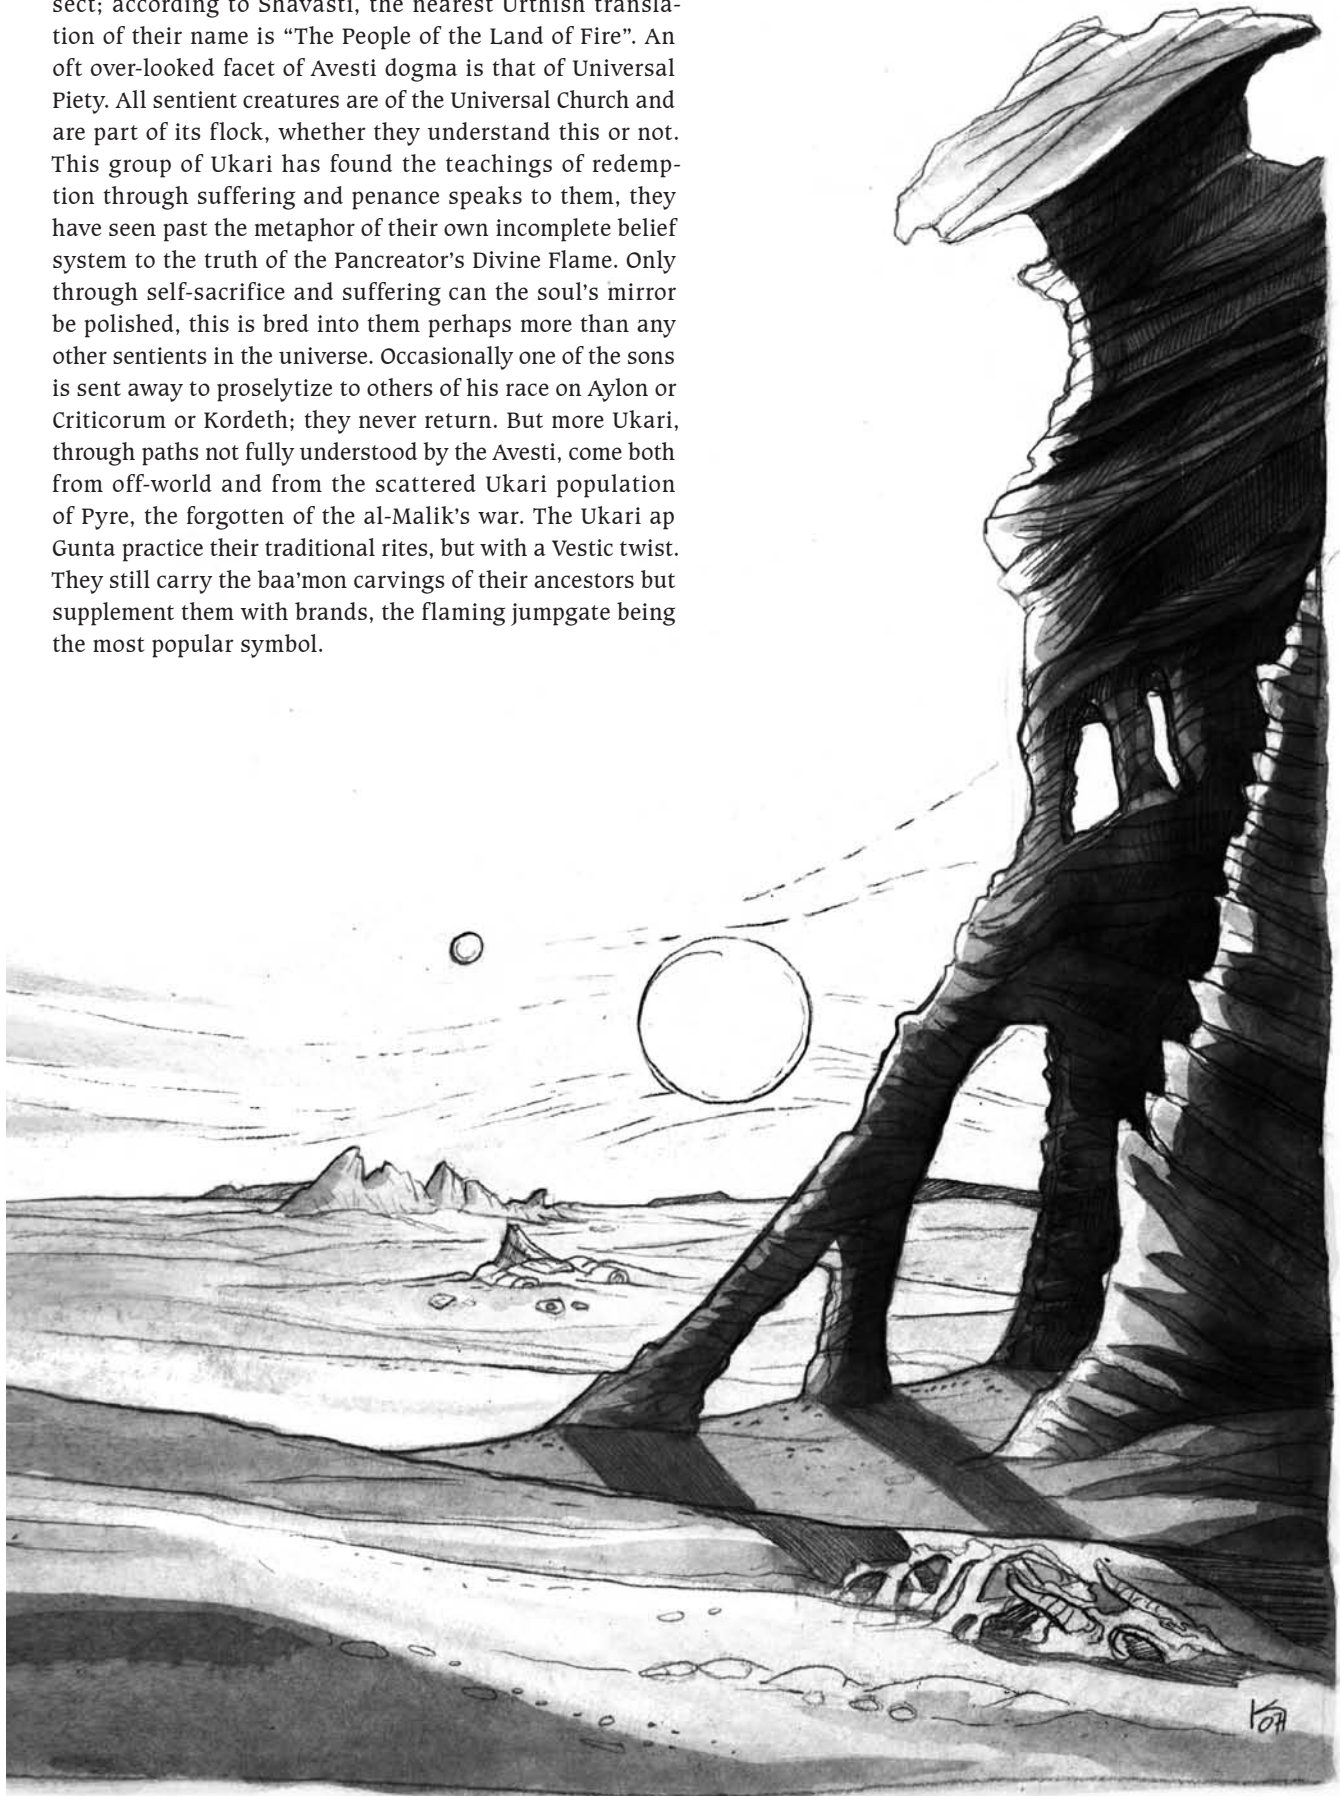 sect; according to Shavasti, the nearest Urthish transla-
tion of their name is “The People of the Land of Fire”. An
oft over-looked facet of Avesti dogma is that of Universal
Piety. All sentient creatures are of the Universal Church and
are part of its flock, whether they understand this or not.
This group of Ukari has found the teachings of redemp-
tion through suffering and penance speaks to them, they
have seen past the metaphor of their own incomplete belief
system to the truth of the Pancreator’s Divine Flame. Only
through self-sacrifice and suffering can the soul’s mirror
be polished, this is bred into them perhaps more than any
other sentients in the universe. Occasionally one of the sons
is sent away to proselytize to others of his race on Aylon or
Criticorum or Kordeth; they never return. But more Ukari,
through paths not fully understood by the Avesti, come both
from off-world and from the scattered Ukari population
of Pyre, the forgotten of the al-Malik’s war. The Ukari ap
Gunta practice their traditional rites, but with a Vestic twist.
They still carry the baa’mon carvings of their ancestors but
supplement them with brands, the flaming jumpgate being
the most popular symbol.